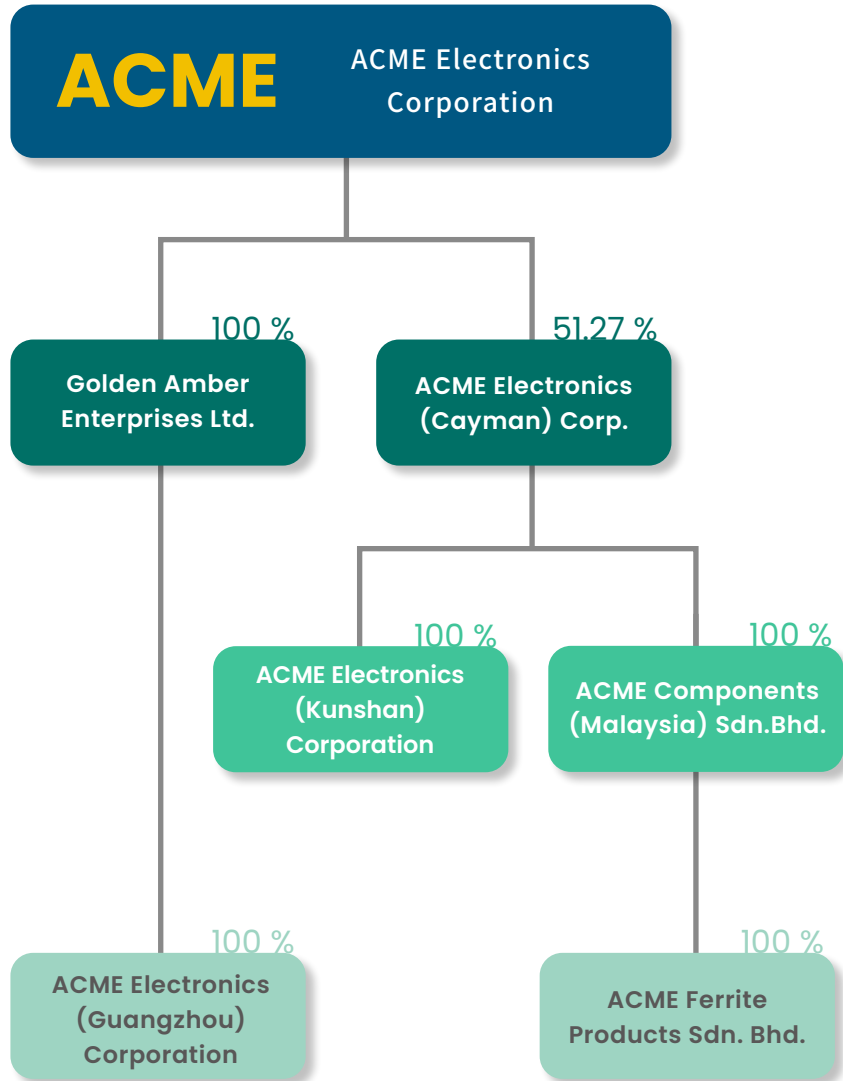 ACME
ACME Electronics
Corporation
100 %
51.27 %
Golden Amber
Enterprises Ltd.
ACME Electronics
(Cayman) Corp.
100 %
100 %
ACME Electronics
(Kunshan)
Corporation
ACME Components
(Malaysia) Sdn.Bhd.
100 %
100 %
ACME Electronics
(Guangzhou)
Corporation
ACME Ferrite
Products Sdn. Bhd.